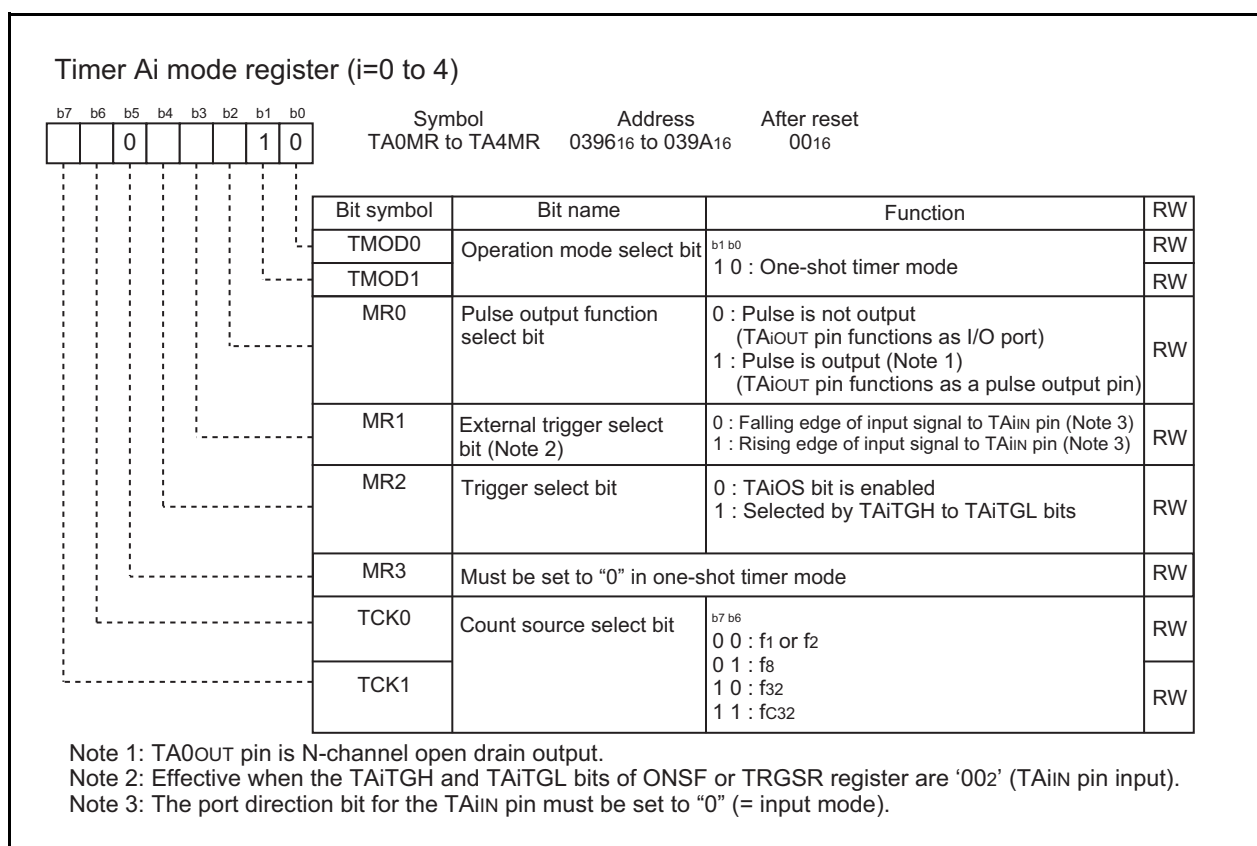 Timer Ai mode register (i=0 to 4)
b7 b6 b5 b4 b3 b2 b1 b0
0 1 0
Symbol Address After reset
TA0MR to TA4MR 039616 to 039A16 0016
Bit symbol Bit name Function RW
TMOD0 Operation mode select bit b1 b0 RW
1 0 : One-shot timer mode
TMOD1 RW
MR0 Pulse output function select bit 0 : Pulse is not output
(TAiOUT pin functions as I/O port)
1 : Pulse is output (Note 1)
(TAiOUT pin functions as a pulse output pin) RW
MR1 External trigger select bit (Note 2) 0 : Falling edge of input signal to TAiIN pin (Note 3)
1 : Rising edge of input signal to TAiIN pin (Note 3) RW
MR2 Trigger select bit 0 : TAiOS bit is enabled
1 : Selected by TAiTGH to TAiTGL bits RW
MR3 Must be set to “0” in one-shot timer mode RW
TCK0 Count source select bit b7 b6 RW
0 0 : f1 or f2
0 1 : f8
TCK1 1 0 : f32 RW
1 1 : fC32
Note 1: TA0OUT pin is N-channel open drain output.
Note 2: Effective when the TAiTGH and TAiTGL bits of ONSF or TRGSR register are ‘002’ (TAiIN pin input).
Note 3: The port direction bit for the TAiIN pin must be set to “0” (= input mode).